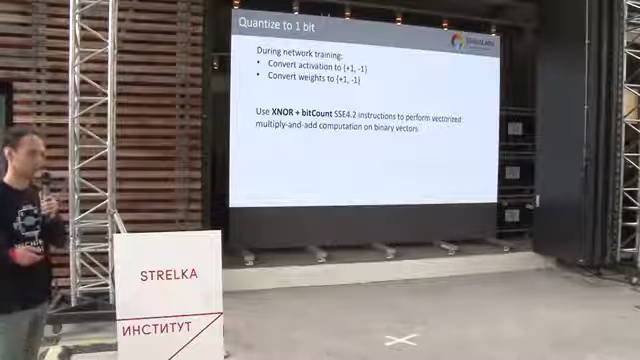 Quantize to 1 bit
During network training:
• Convert activation to {+1, -1}
• Convert weights to {+1, -1}
Use XNOR + bitCount SSE4.2 instructions to perform vectorized
multiply-and-add computation on binary vectors
STRELKA
ИНСТИТУТ